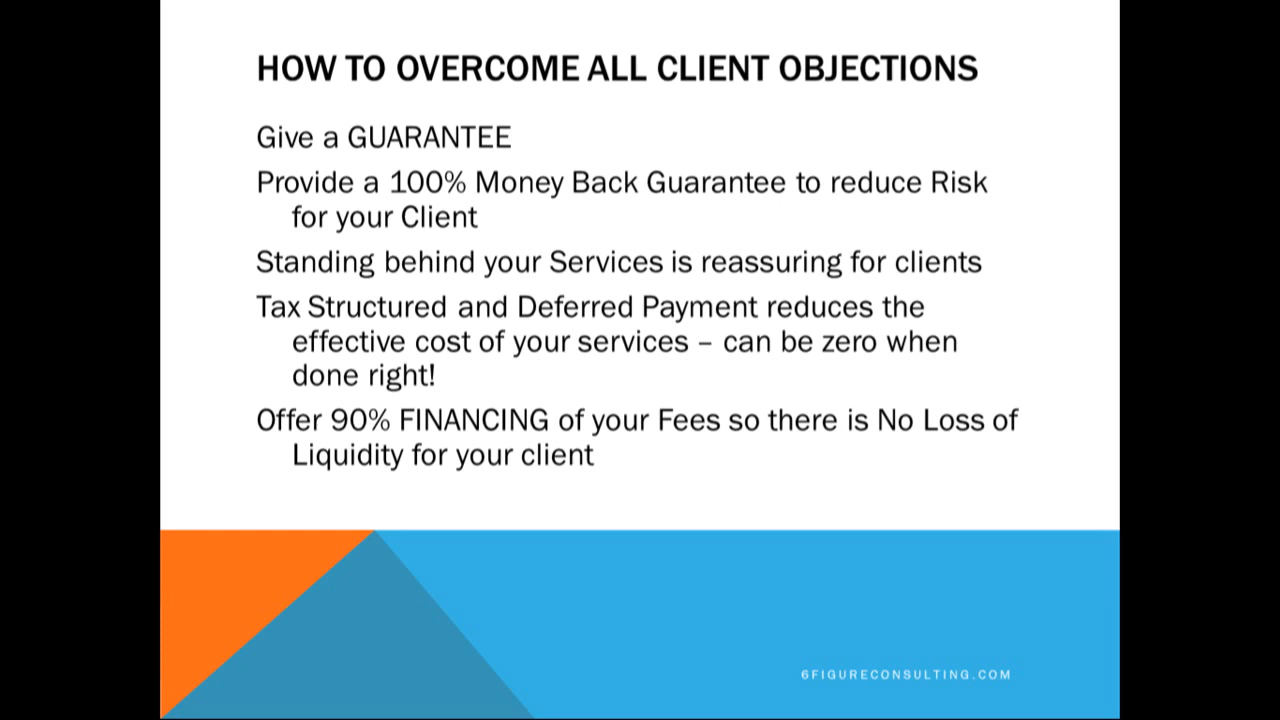 HOW TO OVERCOME ALL CLIENT OBJECTIONS
Give a GUARANTEE
Provide a 100% Money Back Guarantee to reduce Risk
for your Client
Standing behind your Services is reassuring for clients
Tax Structured and Deferred Payment reduces the
effective cost of your services – can be zero when
done right!
Offer 90% FINANCING of your Fees so there is No Loss of
Liquidity for your client
6FIGURECONSULTING.COM